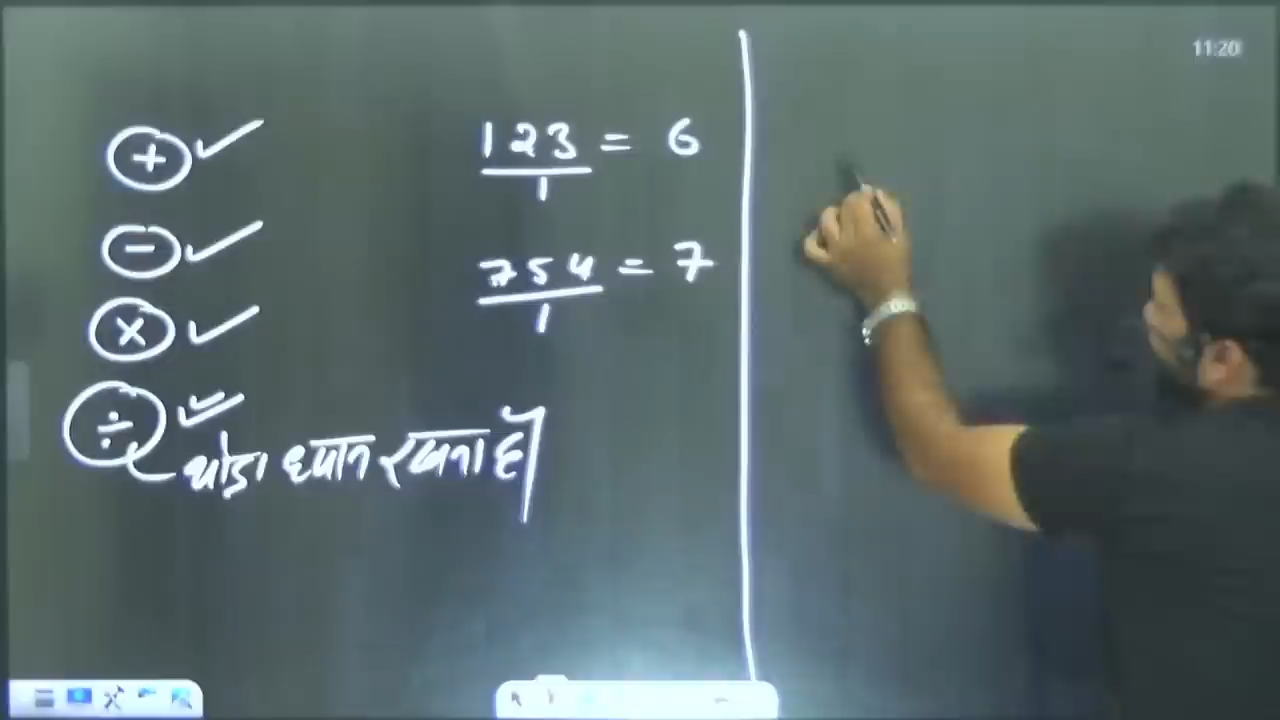 11:20
+ ✓
- ✓
× ✓
÷ ✓
थोड़ा ध्यान रखना है
123 = 6
1
754 = 7
1